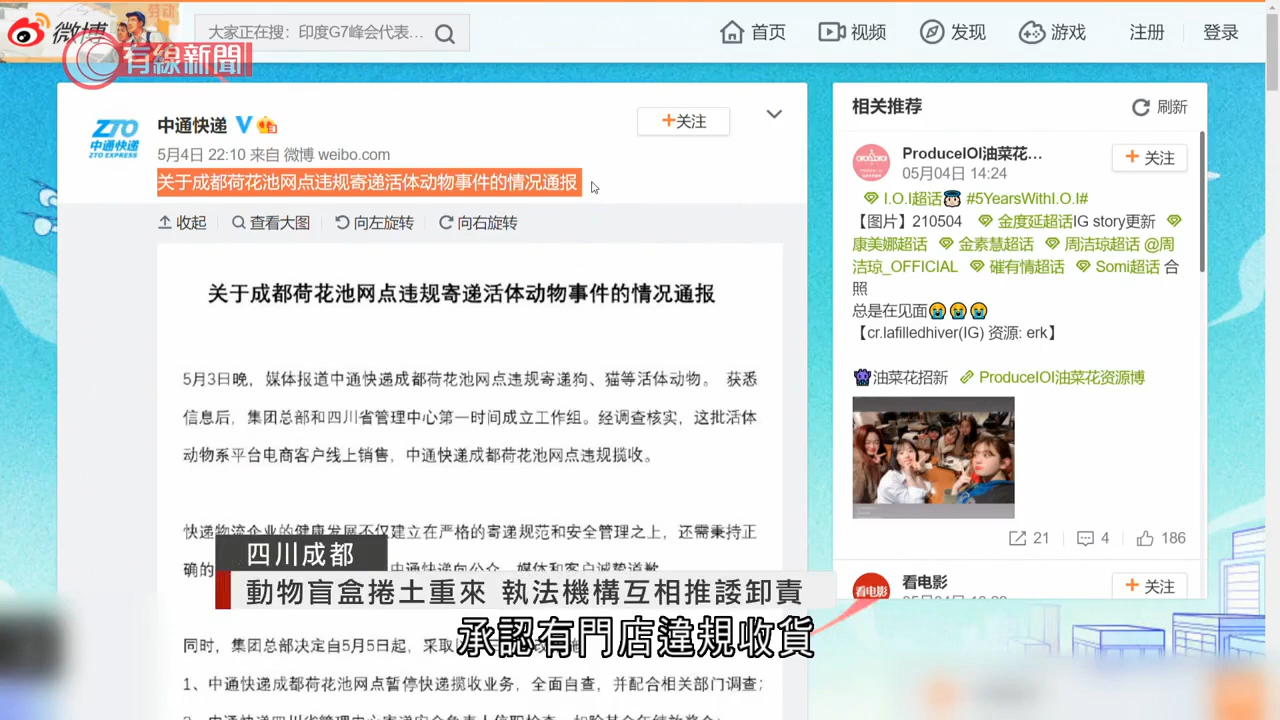 微博
劳动
有線新聞
大家正在搜：印度G7峰会代表...
首页
视频
发现
游戏
注册
登录
ZTO
中通快递
ZTO EXPRESS
中通快递
5月4日 22:10 来自 微博 weibo.com
+关注
关于成都荷花池网点违规寄递活体动物事件的情况通报
收起
查看大图
向左旋转
向右旋转
关于成都荷花池网点违规寄递活体动物事件的情况通报
5月3日晚，媒体报道中通快递成都荷花池网点违规寄递狗、猫等活体动物。 获悉
信息后，集团总部和四川省管理中心第一时间成立工作组。经调查核实，这批活体
动物系平台电商客户线上销售，中通快递成都荷花池网点违规揽收。
快递物流企业的健康发展不仅建立在严格的寄递规范和安全管理之上，还需秉持正
确的
中通快递向公众、媒体和客户诚挚道歉
同时，集团总部决定自5月5日起，采取
1、中通快递成都荷花池网点暂停快递揽收业务，全面自查，并配合相关部门调查；
相关推荐
刷新
ProduceIOI油菜花...
05月04日 14:24
+ 关注
I.O.I超话 #5YearsWithI.O.I#
【图片】210504 金度延超话IG story更新
康美娜超话 金素慧超话 周洁琼超话 @周
洁琼_OFFICIAL 催有情超话 Somi超话 合
照
总是在见面
【cr.lafilledhiver(IG) 资源: erk】
油菜花招新 ProduceIOI油菜花资源博
21
4
186
看电影
看电影
+ 关注
四川成都
動物盲盒捲土重來 執法機構互相推諉卸責
承認有門店違規收貨